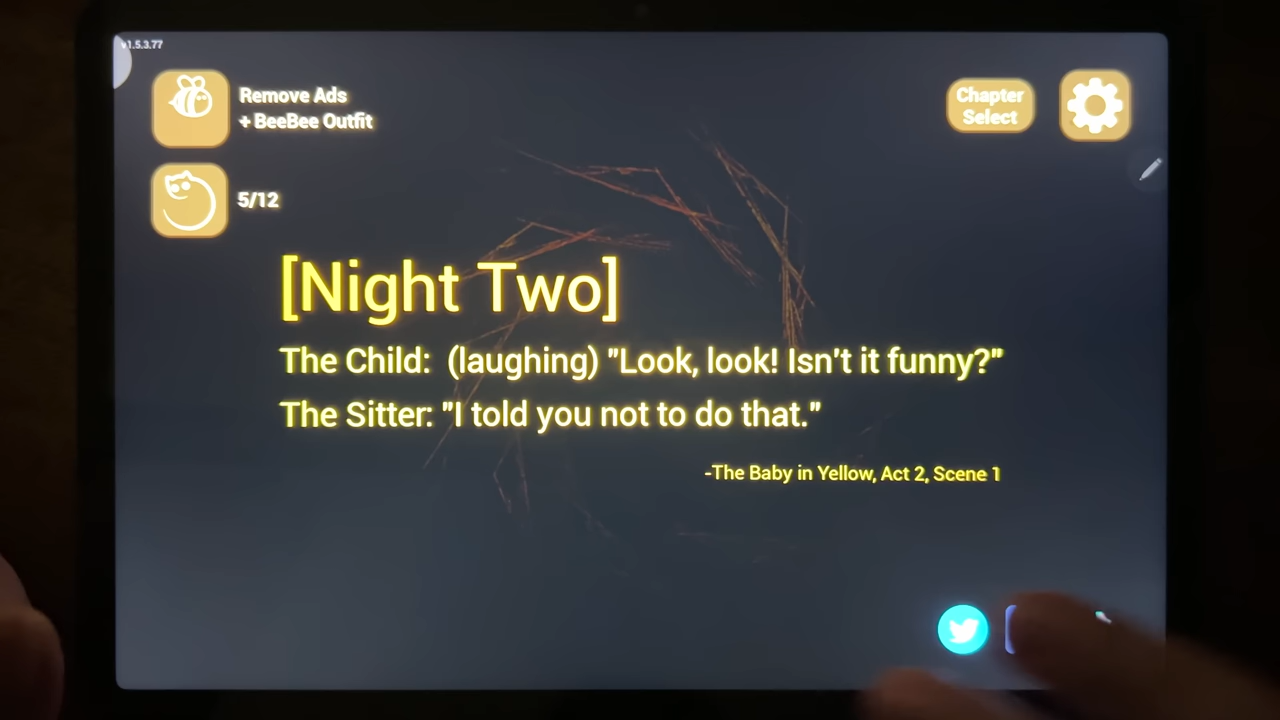 v1.5.3.77
Remove Ads
+ BeeBee Outfit
Chapter
Select
5/12
[Night Two]
The Child: (laughing) "Look, look! Isn't it funny?"
The Sitter: "I told you not to do that."
-The Baby in Yellow, Act 2, Scene 1